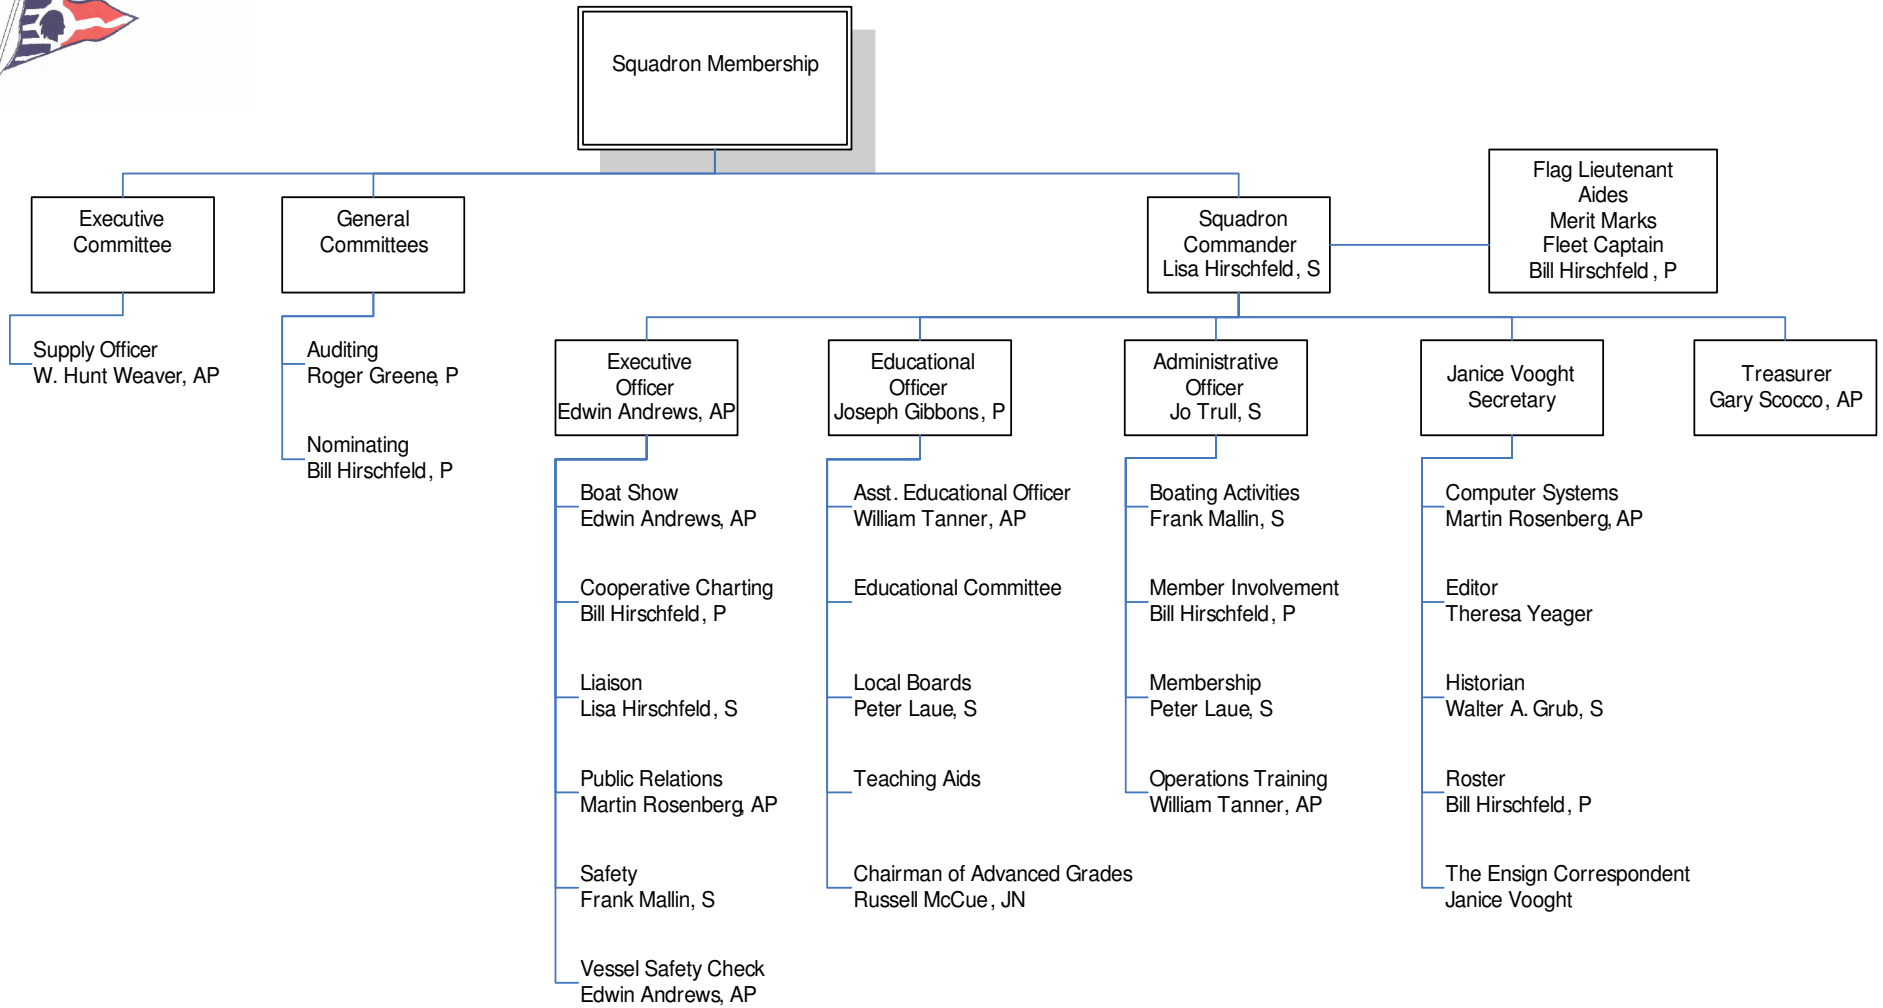 Squadron Membership
Executive
Committee
General
Committees
Squadron
Commander
Lisa Hirschfeld, S
Flag Lieutenant
Aides
Merit Marks
Fleet Captain
Bill Hirschfeld, P
Supply Officer
W. Hunt Weaver, AP
Auditing
Roger Greene, P
Nominating
Bill Hirschfeld, P
Executive
Officer
Edwin Andrews, AP
Educational
Officer
Joseph Gibbons, P
Administrative
Officer
Jo Trull, S
Janice Vooght
Secretary
Treasurer
Gary Scocco, AP
Boat Show
Edwin Andrews, AP
Cooperative Charting
Bill Hirschfeld, P
Liaison
Lisa Hirschfeld, S
Public Relations
Martin Rosenberg, AP
Safety
Frank Mallin, S
Vessel Safety Check
Edwin Andrews, AP
Asst. Educational Officer
William Tanner, AP
Educational Committee
Local Boards
Peter Laue, S
Teaching Aids
Chairman of Advanced Grades
Russell McCue, JN
Boating Activities
Frank Mallin, S
Member Involvement
Bill Hirschfeld, P
Membership
Peter Laue, S
Operations Training
William Tanner, AP
Computer Systems
Martin Rosenberg, AP
Editor
Theresa Yeager
Historian
Walter A. Grub, S
Roster
Bill Hirschfeld, P
The Ensign Correspondent
Janice Vooght